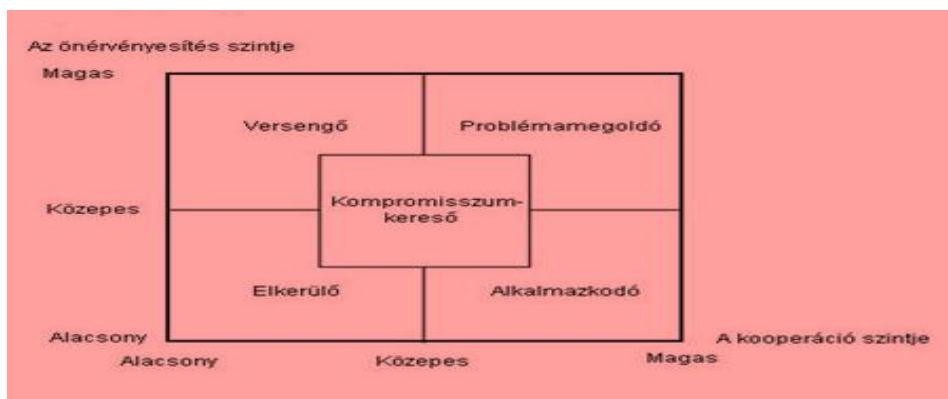 Az önérvényesítés szintje
Magas
Versengő
Problémamegoldó
Közepes
Kompromisszum-
kereső
Elkerülő
Alkalmazkodó
Alacsony
A kooperáció szintje
Alacsony
Közepes
Magas